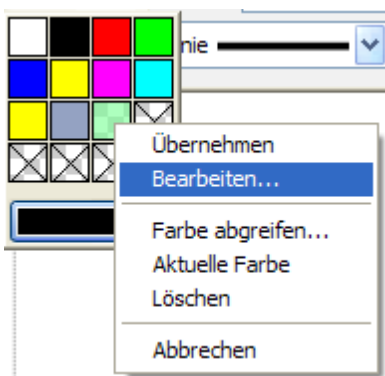 nie
Übernehmen
Bearbeiten...
Farbe abgreifen...
Aktuelle Farbe
Löschen
Abbrechen